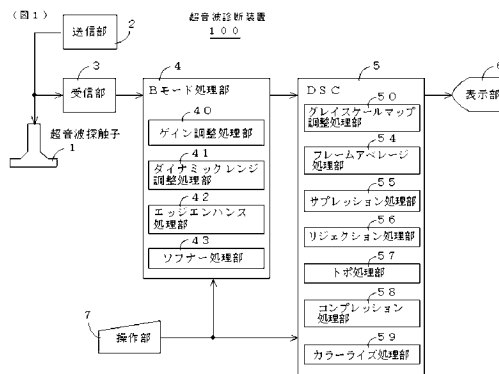 (図1)
超音波診断装置
100
送信部
2
3
受信部
超音波探触子
1
4
Bモード処理部
40
ゲイン調整処理部
41
ダイナミックレンジ
調整処理部
42
エッジエンハンス
処理部
43
ソフナー処理部
5
DSC
50
グレイスケールマップ
調整処理部
54
フレームアベレージ
処理部
55
サプレッション処理部
56
リジェクション処理部
57
トポ処理部
58
コンプレッション
処理部
59
カラーライズ処理部
6
表示部
7
操作部